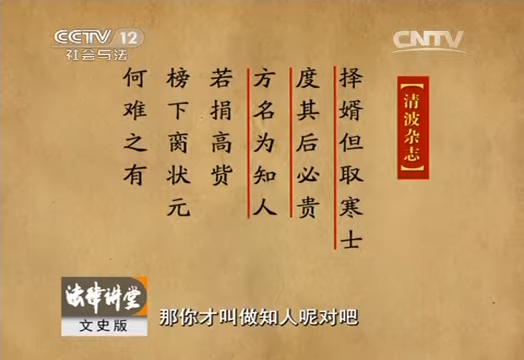 CCTV 12
社会与法
CNTV
【清波杂志】
择婿但取寒士
度其后必贵
方名为知人
若捐高赀
榜下脔状元
何难之有
法律讲堂
文史版
那你才叫做知人呢对吧